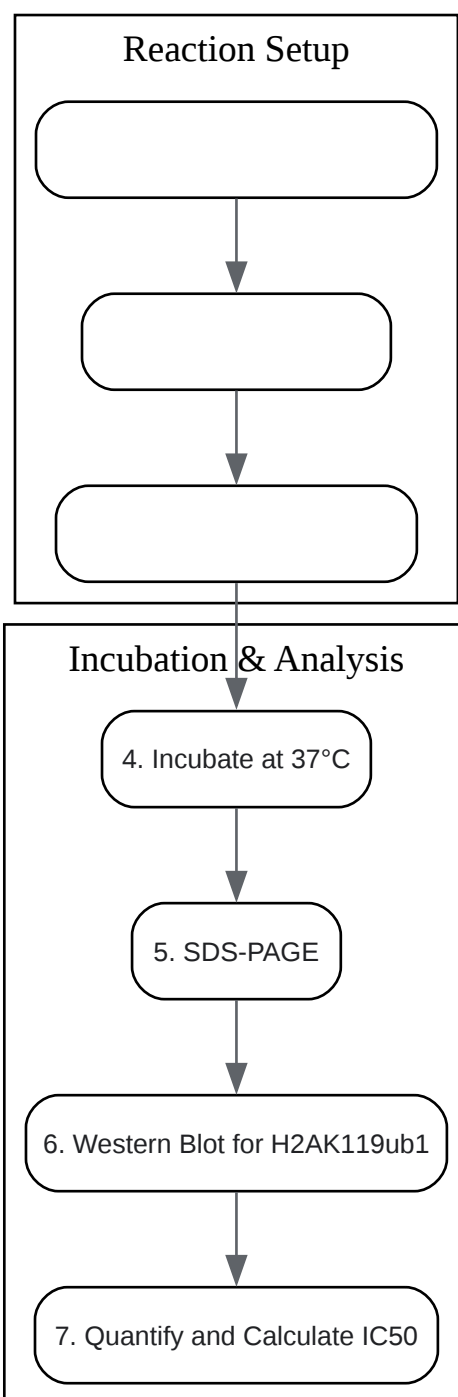 Reaction Setup
Incubation & Analysis
4. Incubate at 37°C
5. SDS-PAGE
6. Western Blot for H2AK119ub1
7. Quantify and Calculate IC50